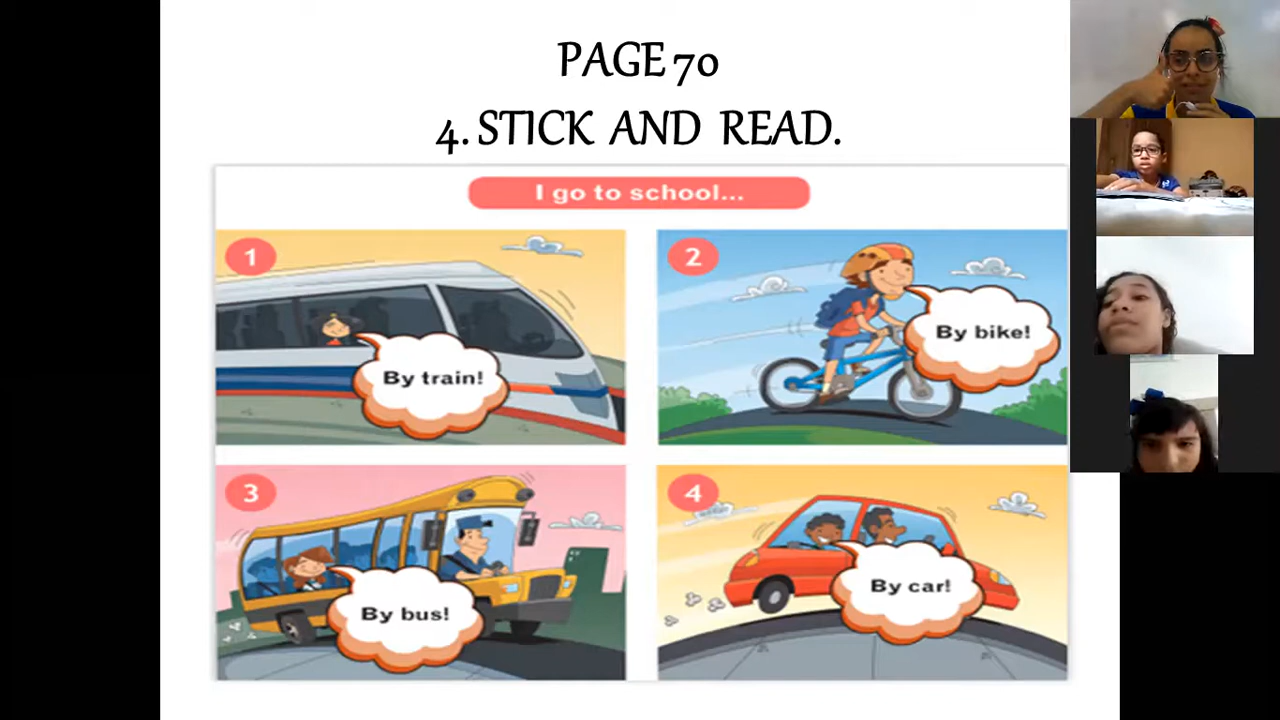 PAGE 70
4. STICK AND READ.
I go to school...
1
By train!
2
By bike!
3
By bus!
4
By car!